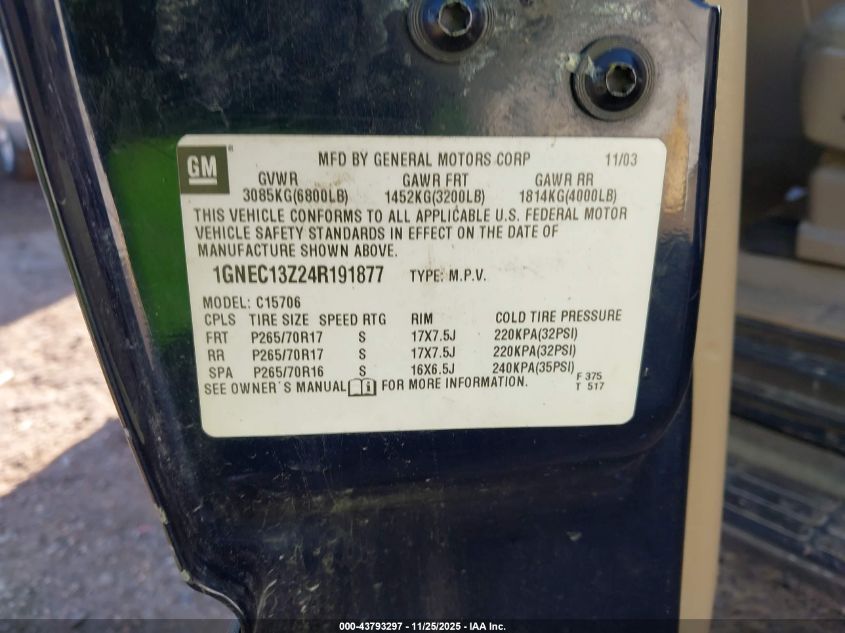 GM ® MFD BY GENERAL MOTORS CORP 11/03
GVWR GAWR FRT GAWR RR
3085KG(6800LB) 1452KG(3200LB) 1814KG(4000LB)
THIS VEHICLE CONFORMS TO ALL APPLICABLE U.S. FEDERAL MOTOR
VEHICLE SAFETY STANDARDS IN EFFECT ON THE DATE OF
MANUFACTURE SHOWN ABOVE.
1GNEC13Z24R191877 TYPE: M.P.V.
MODEL: C15706
CPLS TIRE SIZE SPEED RTG RIM COLD TIRE PRESSURE
FRT P265/70R17 S 17X7.5J 220KPA(32PSI)
RR P265/70R17 S 17X7.5J 220KPA(32PSI)
SPA P265/70R16 S 16X6.5J 240KPA(35PSI)
SEE OWNER'S MANUAL FOR MORE INFORMATION.
F 375
T 517
000-43793297 - 11/25/2025 - IAA Inc.